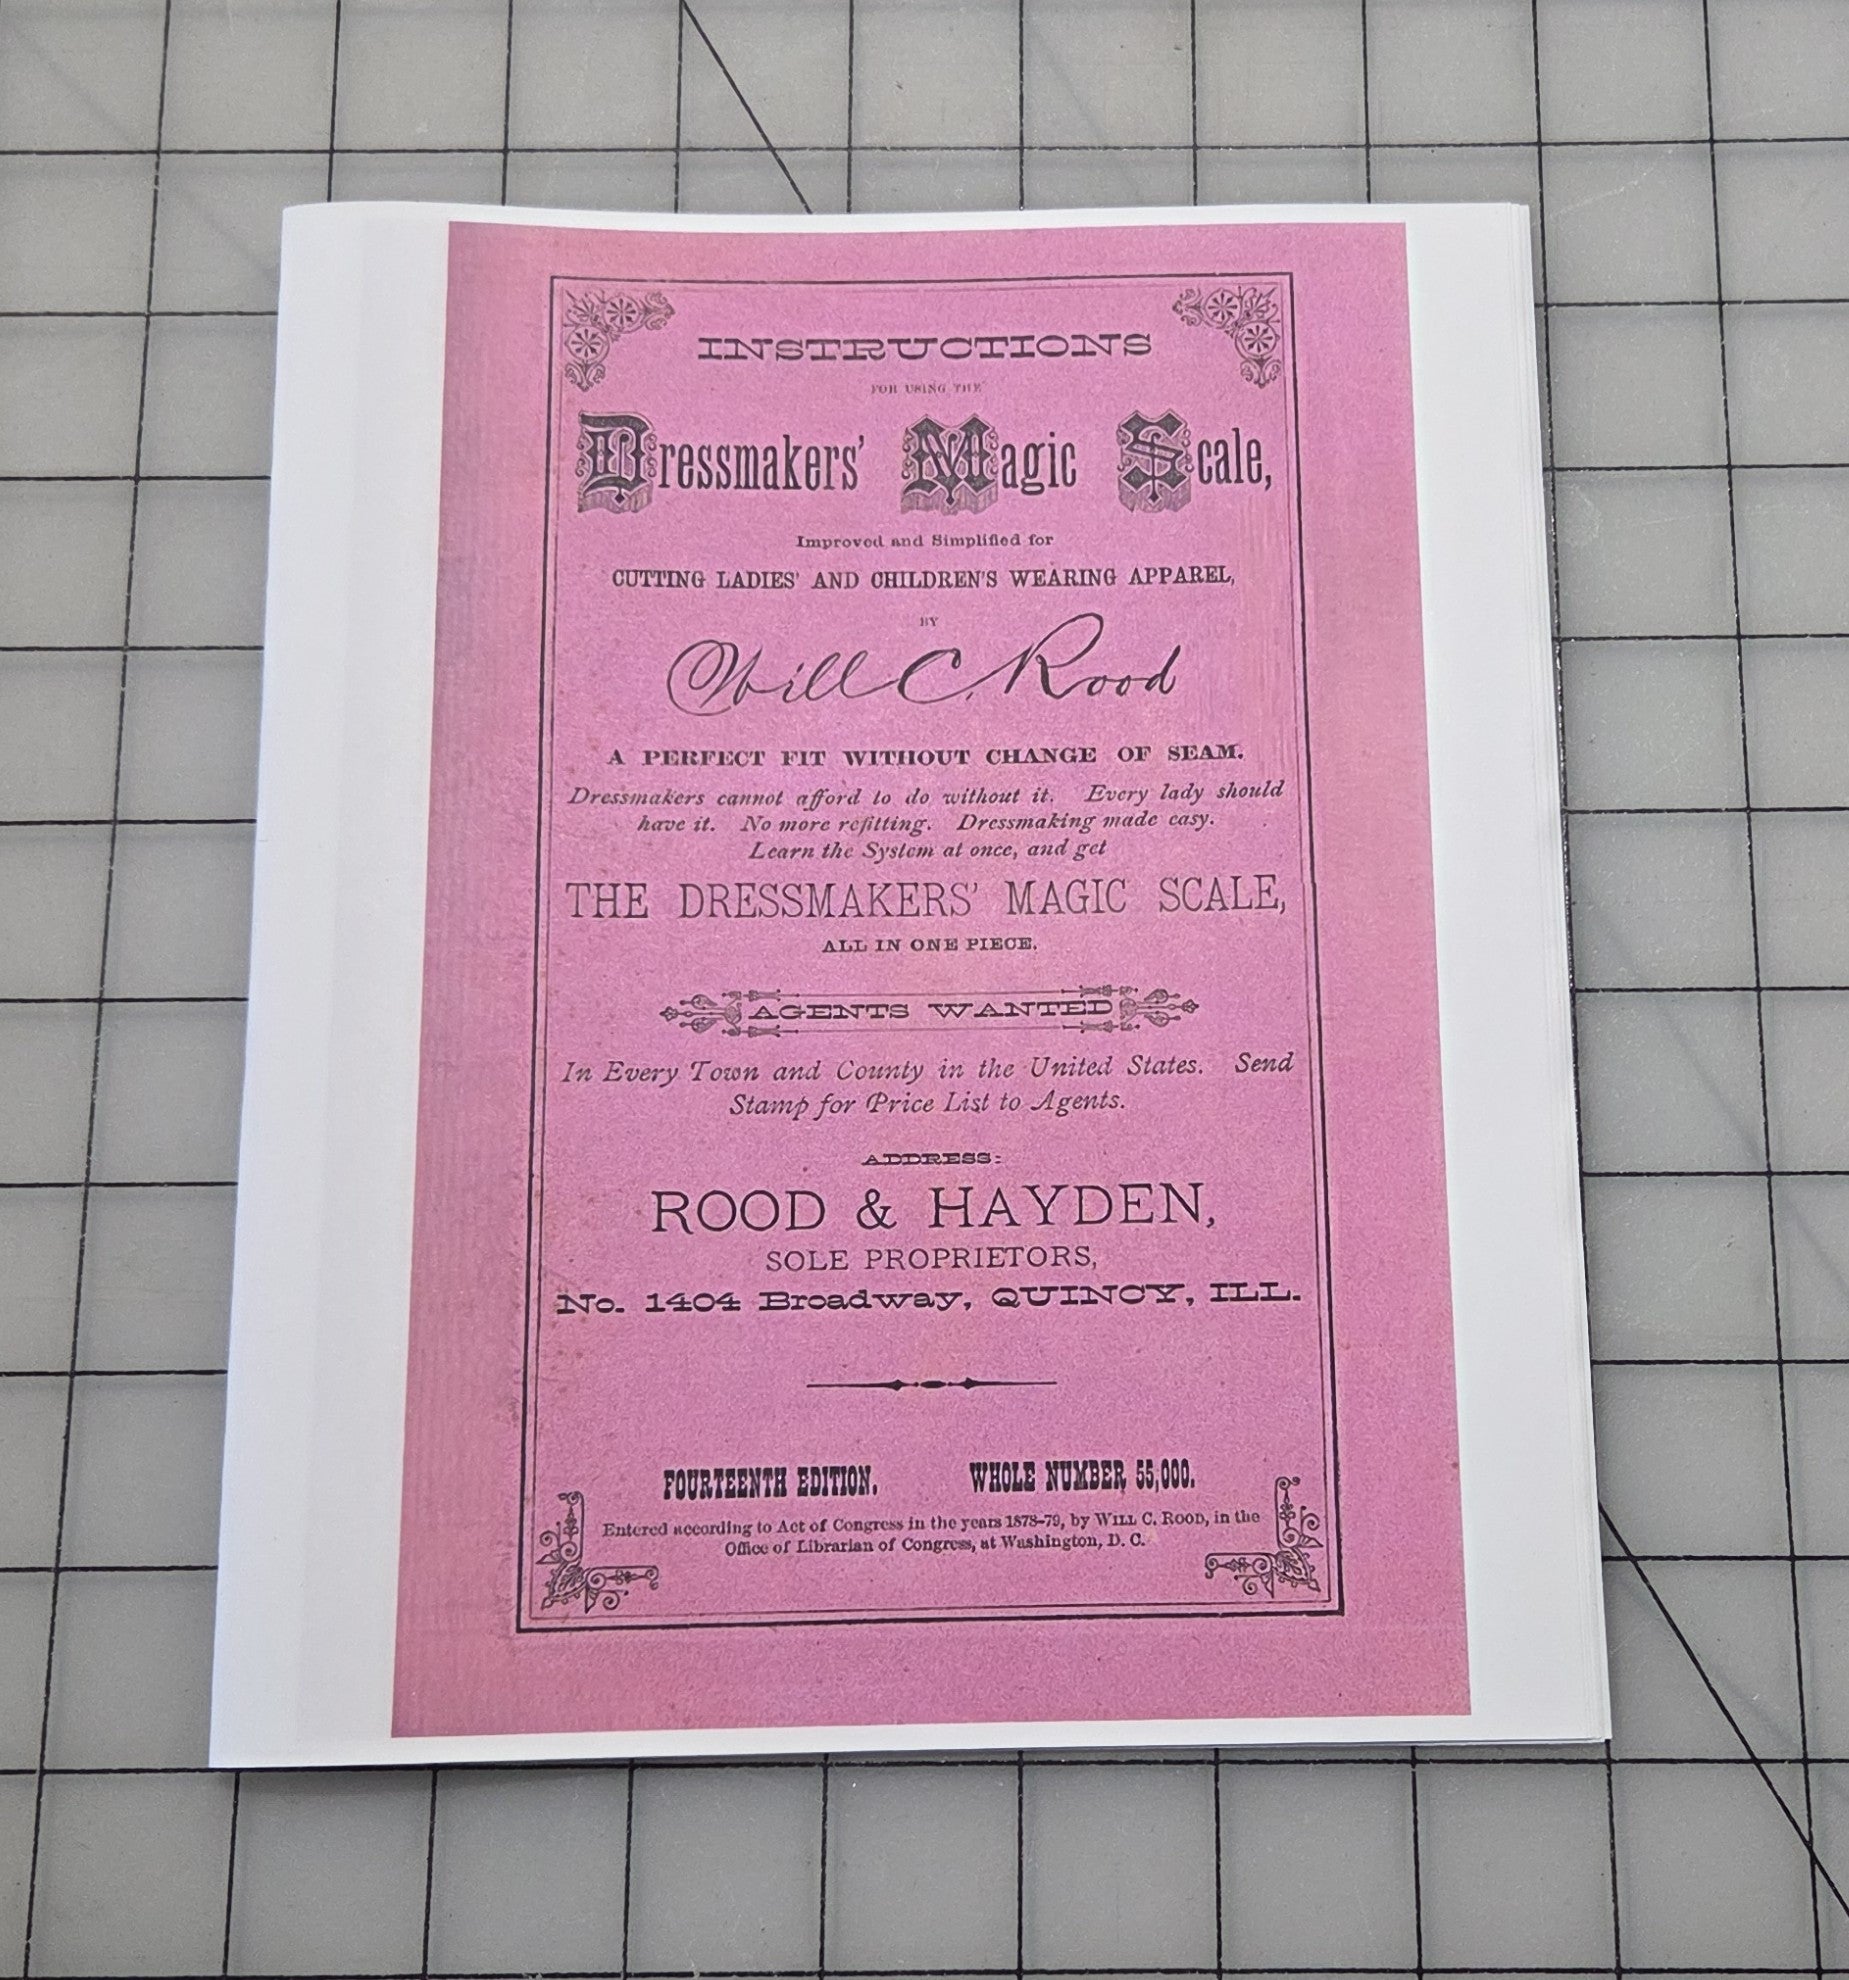 INSTRUCTIONS
FOR USING THE
Dressmakers' Magic Scale,
Improved and Simplified for
CUTTING LADIES' AND CHILDREN'S WEARING APPAREL,
BY
Will C. Rood
A PERFECT FIT WITHOUT CHANGE OF SEAM.
Dressmakers cannot afford to do without it. Every lady should
have it. No more refitting. Dressmaking made easy.
Learn the System at once, and get
THE DRESSMAKERS' MAGIC SCALE,
ALL IN ONE PIECE.
AGENTS WANTED
In Every Town and County in the United States. Send
Stamp for Price List to Agents.
ADDRESS:
ROOD & HAYDEN,
SOLE PROPRIETORS,
No. 1404 Broadway, QUINCY, ILL.
FOURTEENTH EDITION. WHOLE NUMBER 55,000.
Entered according to Act of Congress in the years 1878-79, by WILL C. ROOD, in the
Office of Librarian of Congress, at Washington, D. C.